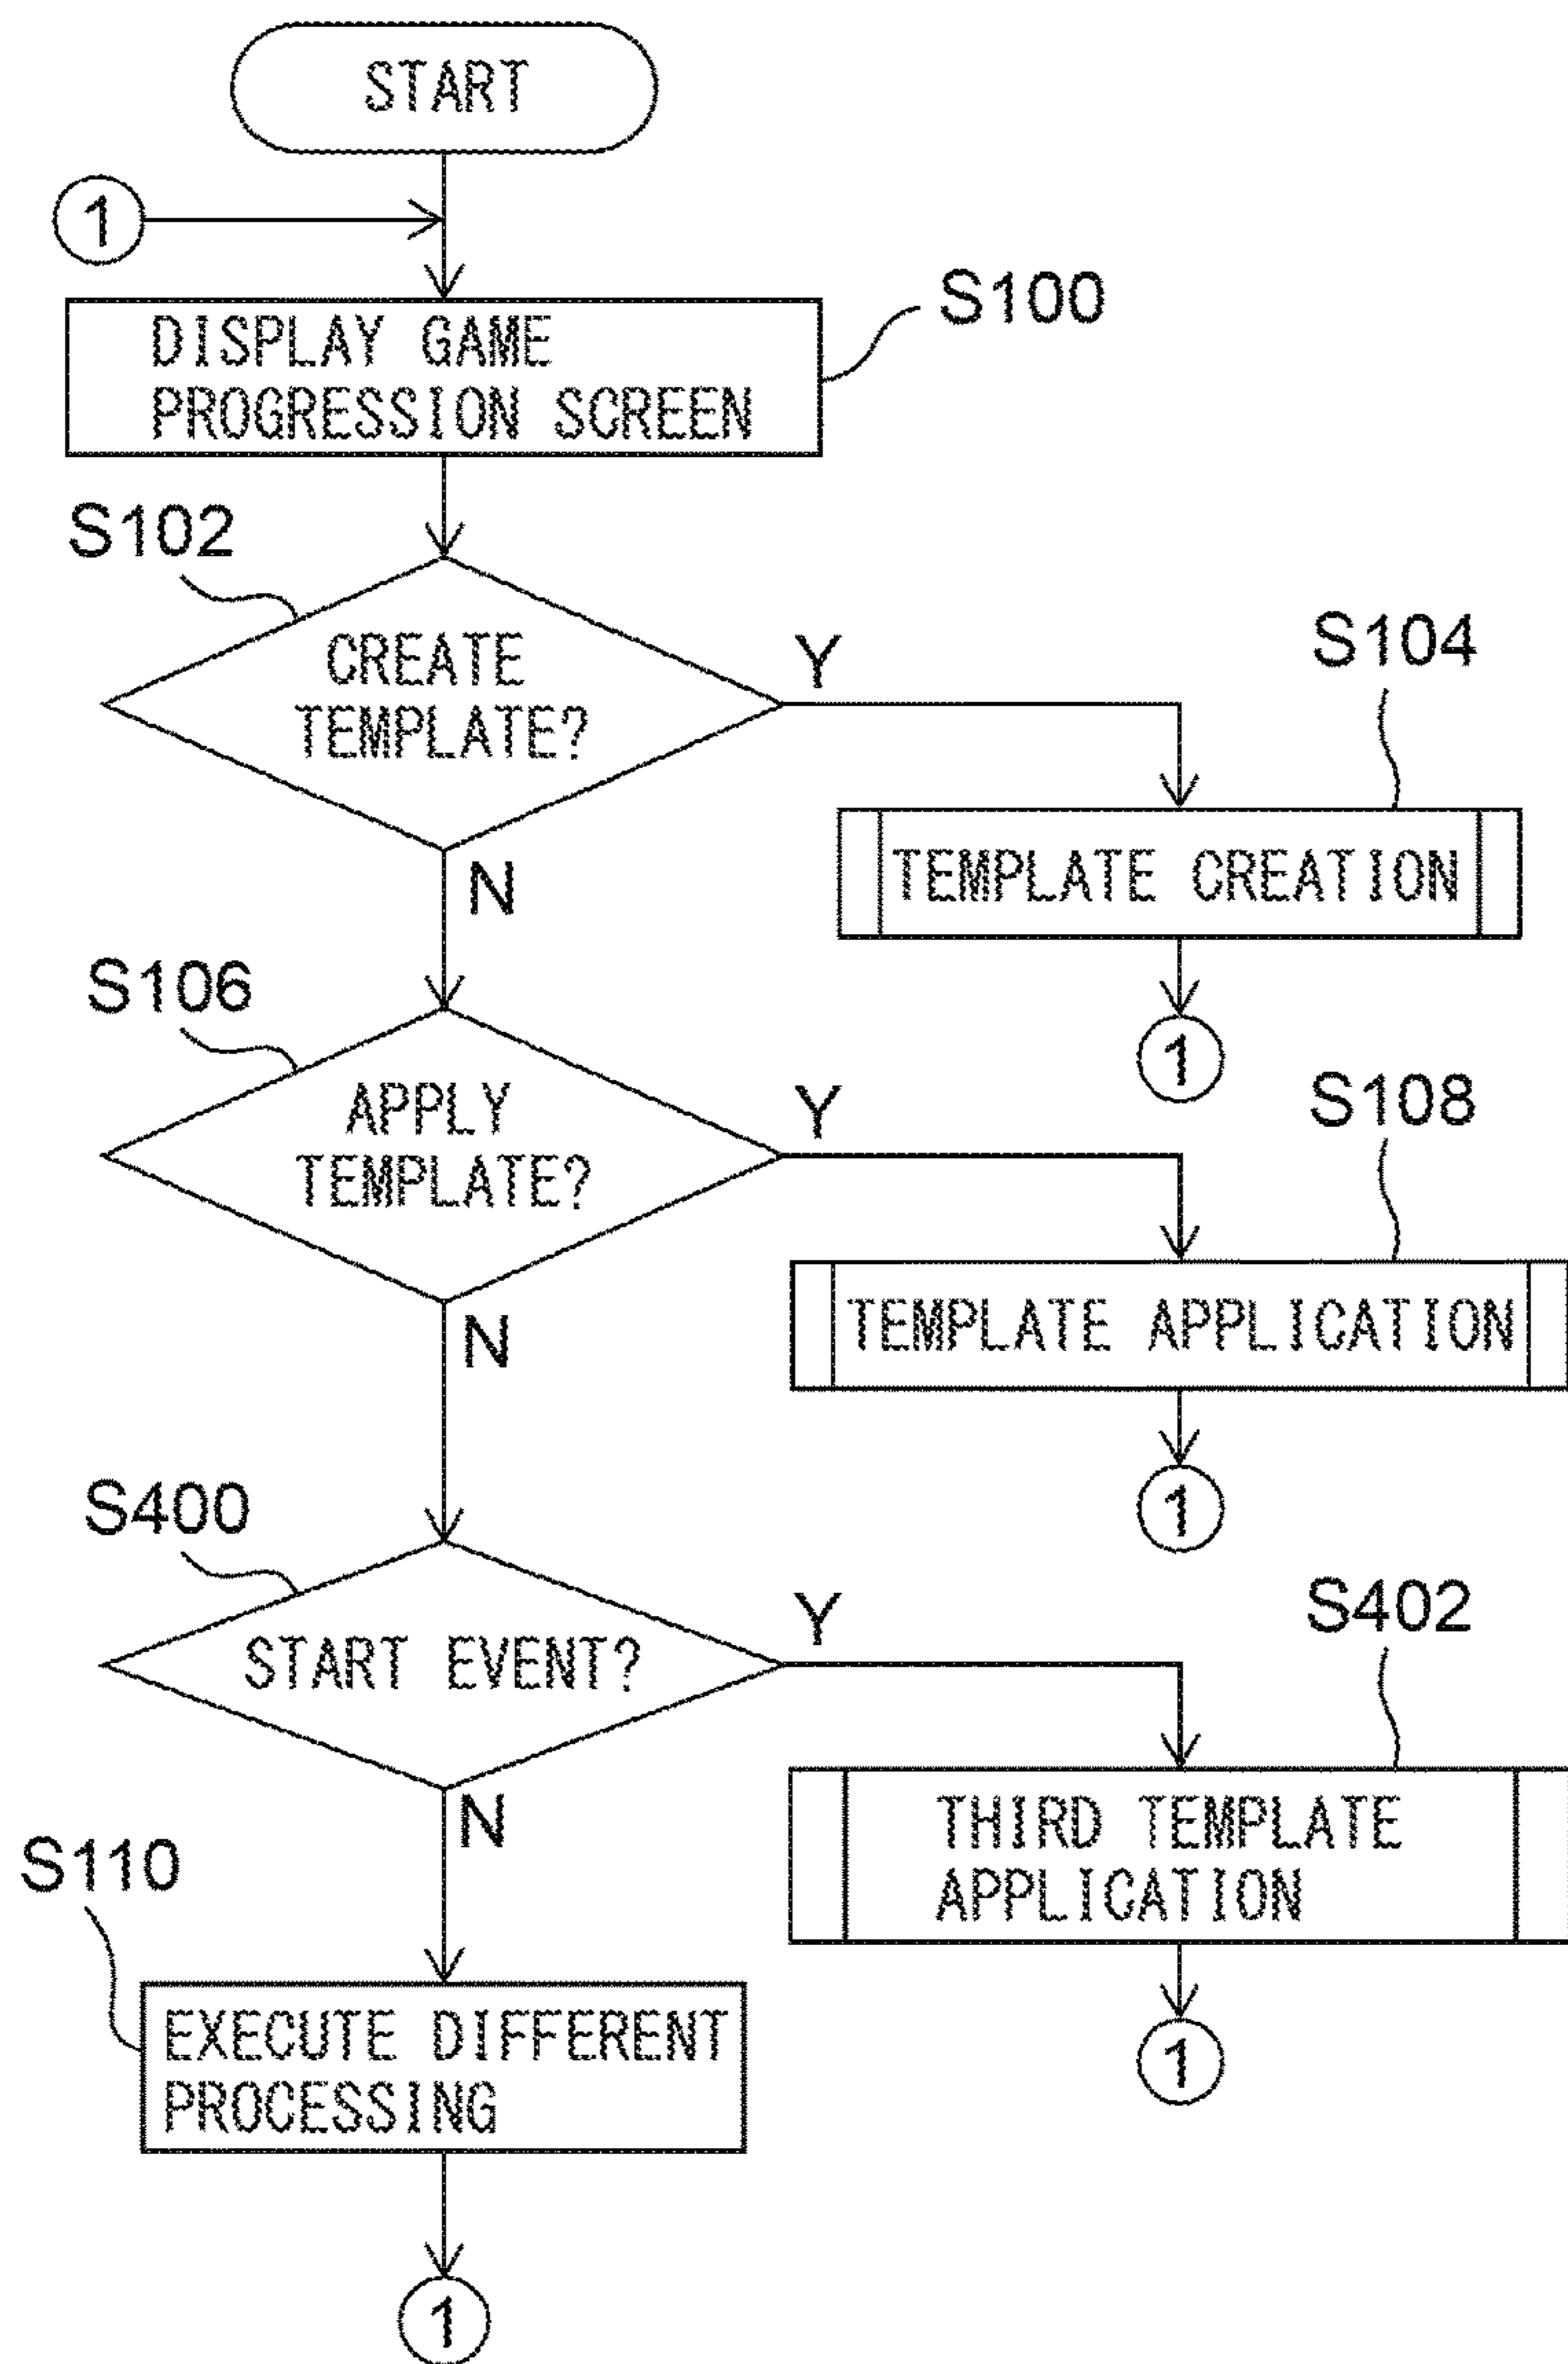 START
1
S100
DISPLAY GAME
PROGRESSION SCREEN
S102
CREATE
TEMPLATE?
Y
N
S104
TEMPLATE CREATION
1
S106
APPLY
TEMPLATE?
Y
N
S108
TEMPLATE APPLICATION
1
S400
START EVENT?
Y
N
S402
THIRD TEMPLATE
APPLICATION
1
S110
EXECUTE DIFFERENT
PROCESSING
1